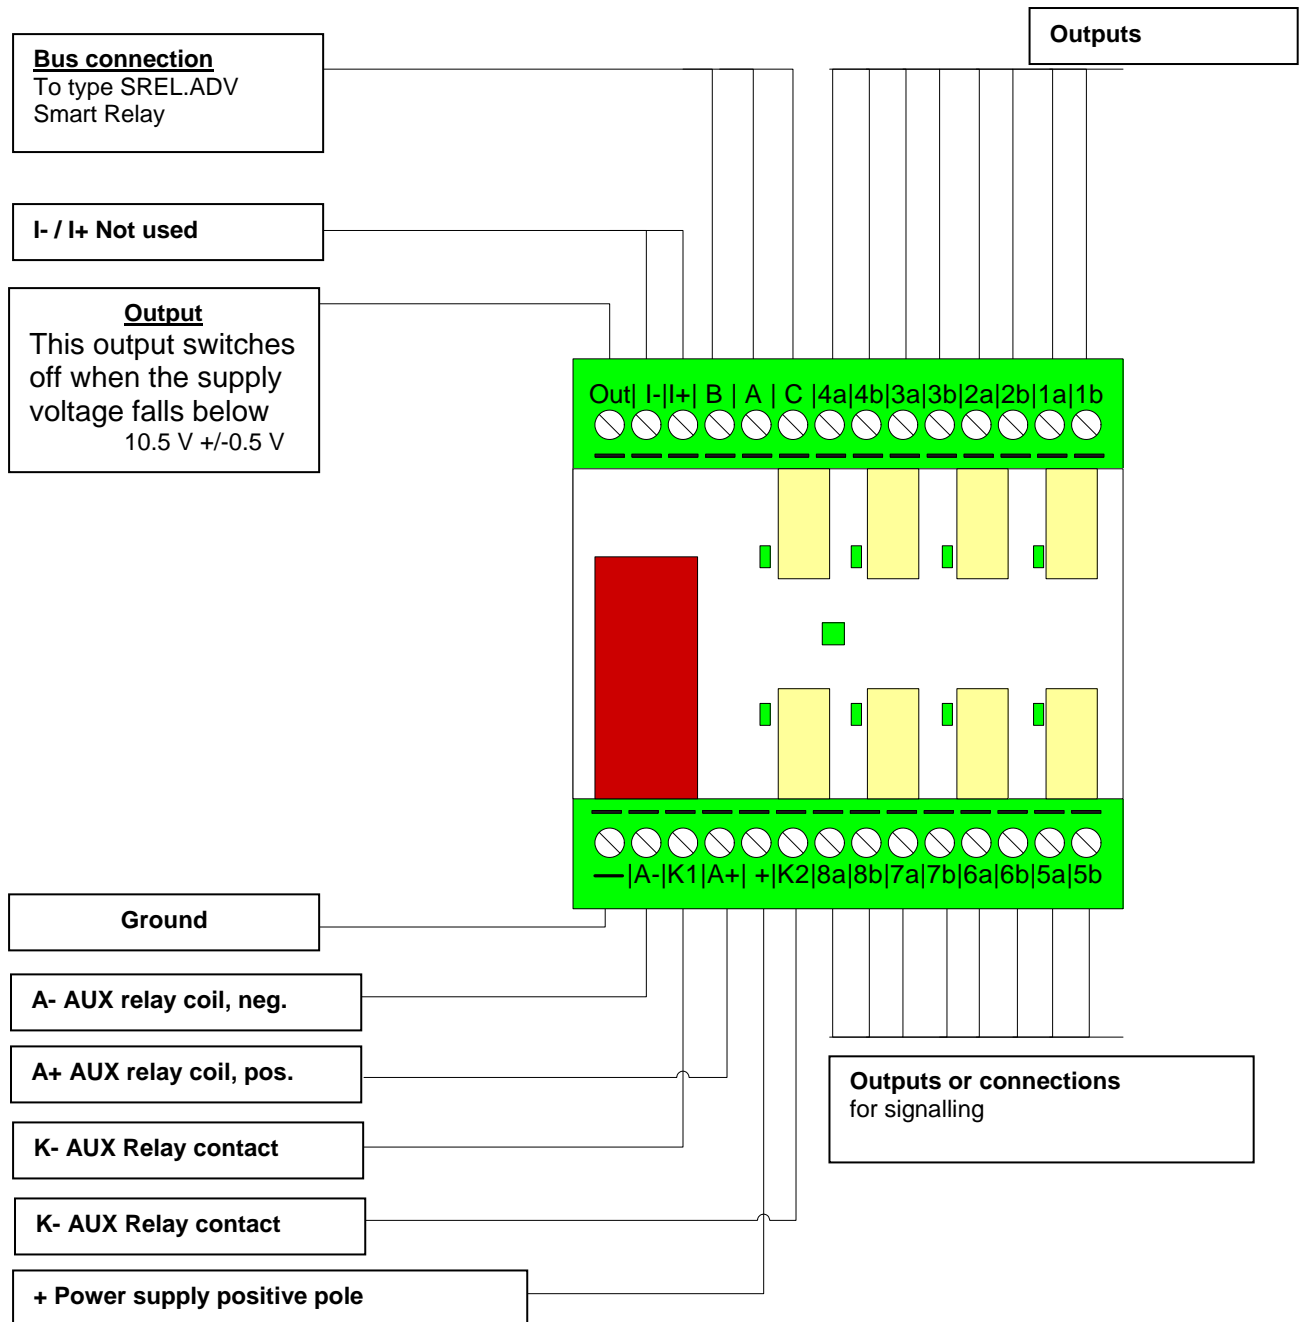 Outputs
Bus connection
To type SREL.ADV
Smart Relay
I- / I+ Not used
Output
This output switches
off when the supply
voltage falls below
10.5 V +/-0.5 V
Out| I-|I+| B | A | C |4a|4b|3a|3b|2a|2b|1a|1b
— |A-|K1|A+| +|K2|8a|8b|7a|7b|6a|6b|5a|5b
Ground
A- AUX relay coil, neg.
A+ AUX relay coil, pos.
Outputs or connections
for signalling
K- AUX Relay contact
K- AUX Relay contact
+ Power supply positive pole